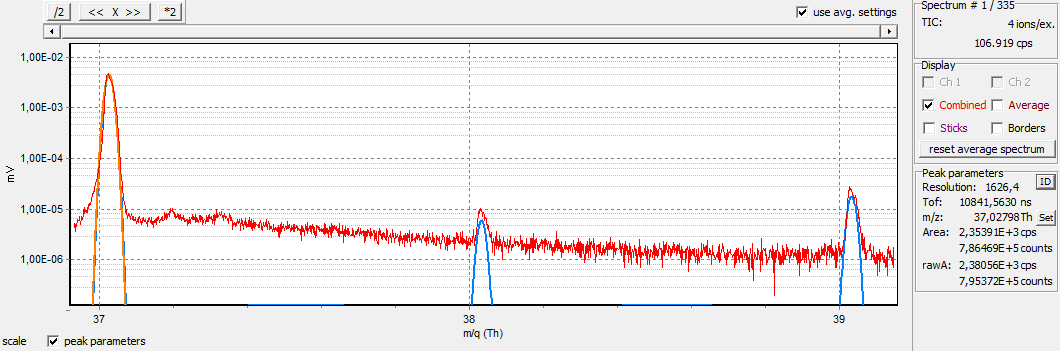 /2
<< X >>
*2
use avg. settings
1,00E-02
1,00E-03
1,00E-04
1,00E-05
1,00E-06
mV
37
38
39
m/q (Th)
scale
peak parameters
Spectrum # 1 / 335
TIC: 4 ions/ex.
106.919 cps
Display
Ch 1 Ch 2
Combined Average
Sticks Borders
reset average spectrum
Peak parameters
ID
Resolution: 1626,4
Tof: 10841,5630 ns
m/z: 37,02798 Th Set
Area: 2,35391E+3 cps
7,86469E+5 counts
rawA: 2,38056E+3 cps
7,95372E+5 counts